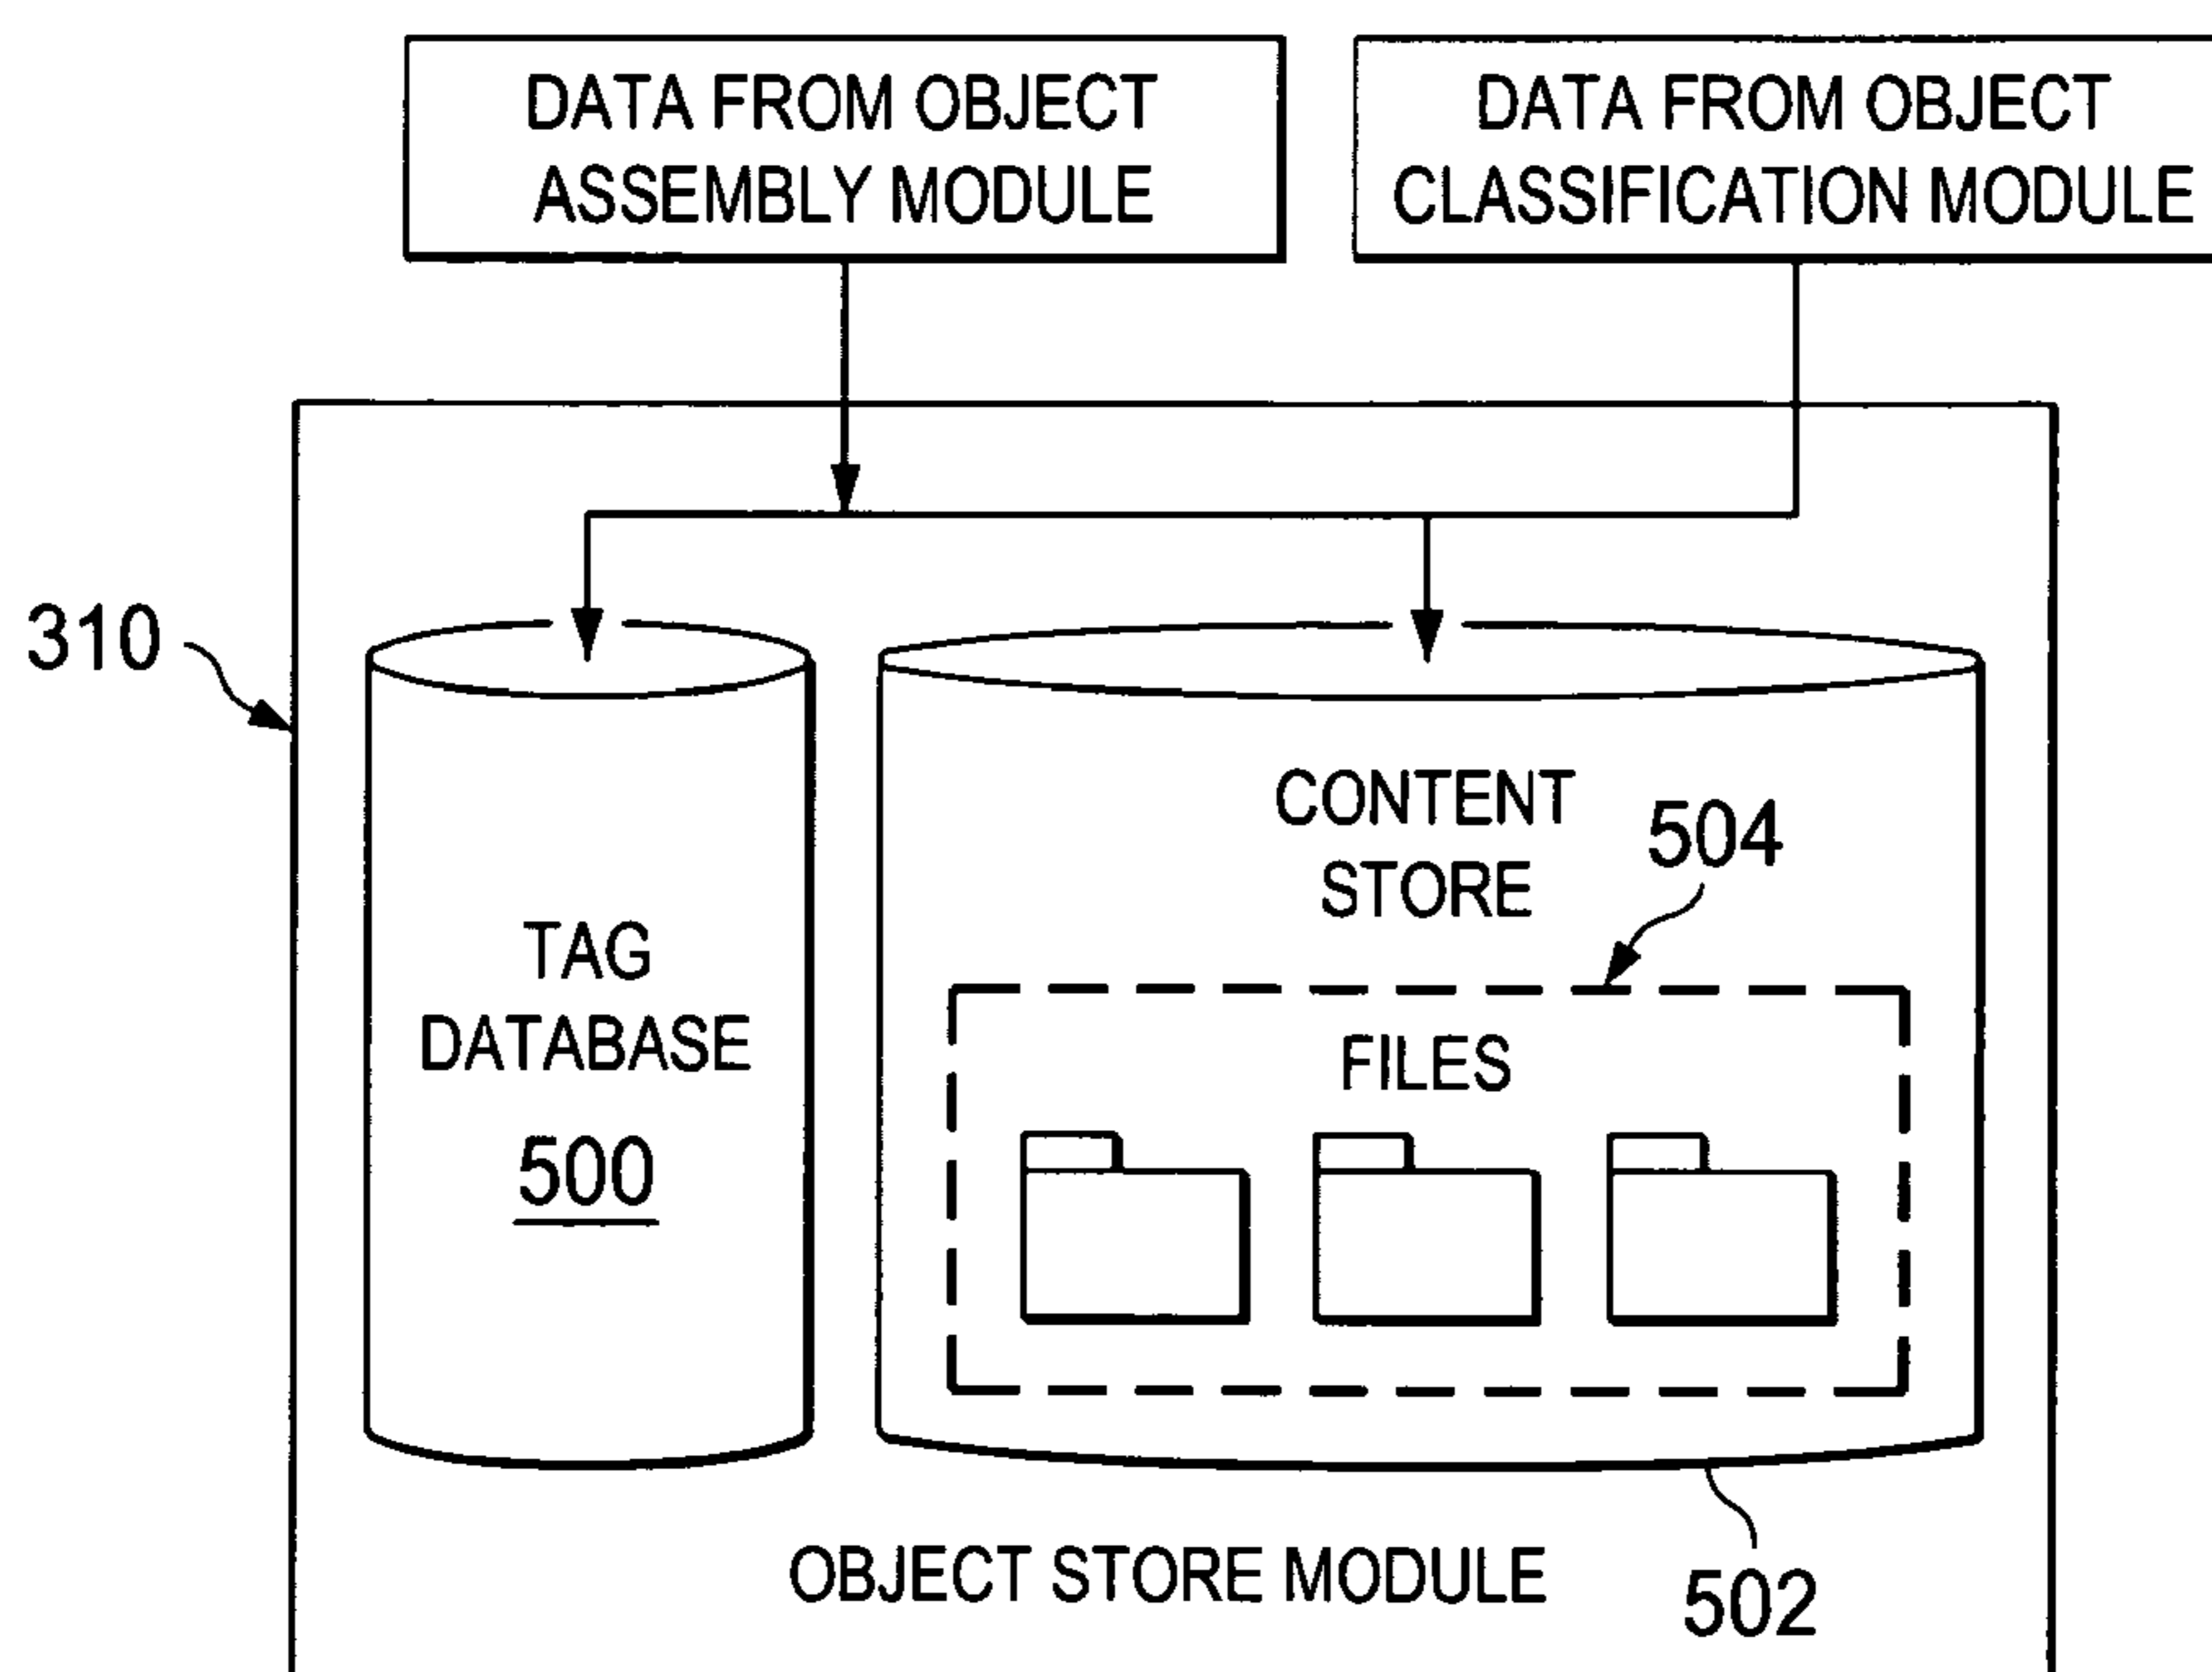 DATA FROM OBJECT
ASSEMBLY MODULE
DATA FROM OBJECT
CLASSIFICATION MODULE
310
CONTENT
STORE
504
TAG
DATABASE
500
FILES
OBJECT STORE MODULE
502